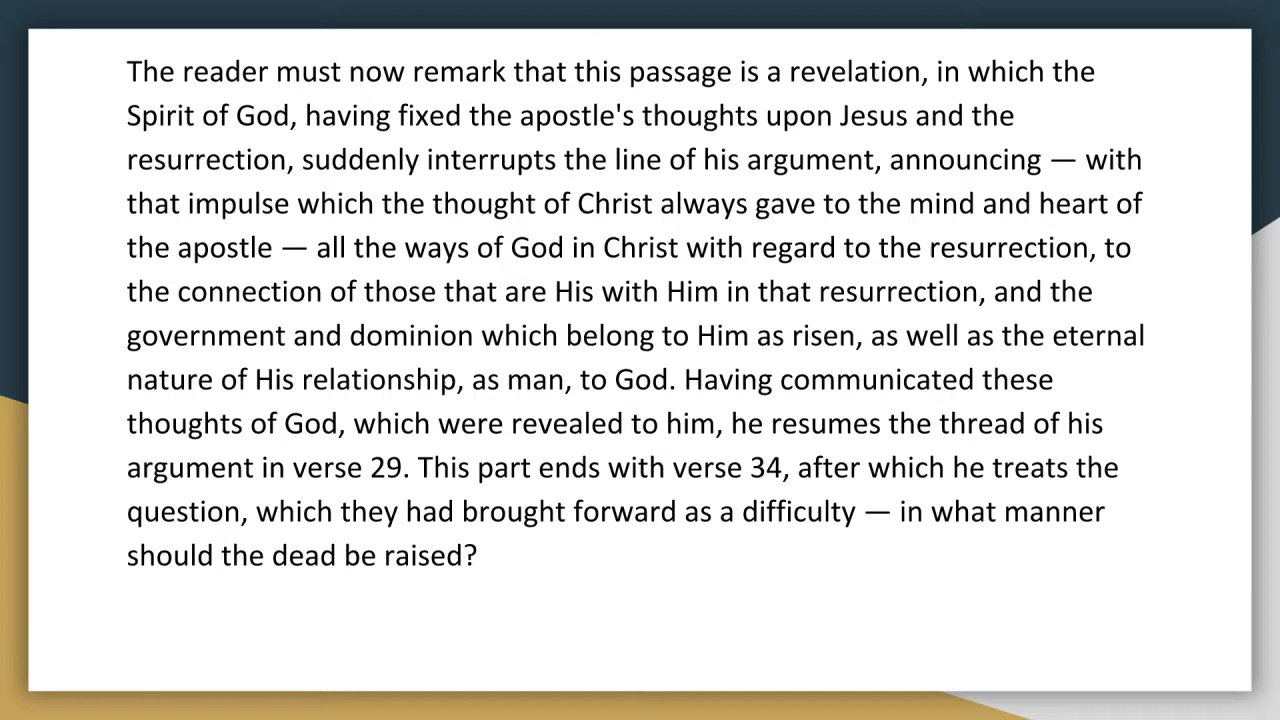 The reader must now remark that this passage is a revelation, in which the
Spirit of God, having fixed the apostle's thoughts upon Jesus and the
resurrection, suddenly interrupts the line of his argument, announcing — with
that impulse which the thought of Christ always gave to the mind and heart of
the apostle — all the ways of God in Christ with regard to the resurrection, to
the connection of those that are His with Him in that resurrection, and the
government and dominion which belong to Him as risen, as well as the eternal
nature of His relationship, as man, to God. Having communicated these
thoughts of God, which were revealed to him, he resumes the thread of his
argument in verse 29. This part ends with verse 34, after which he treats the
question, which they had brought forward as a difficulty — in what manner
should the dead be raised?